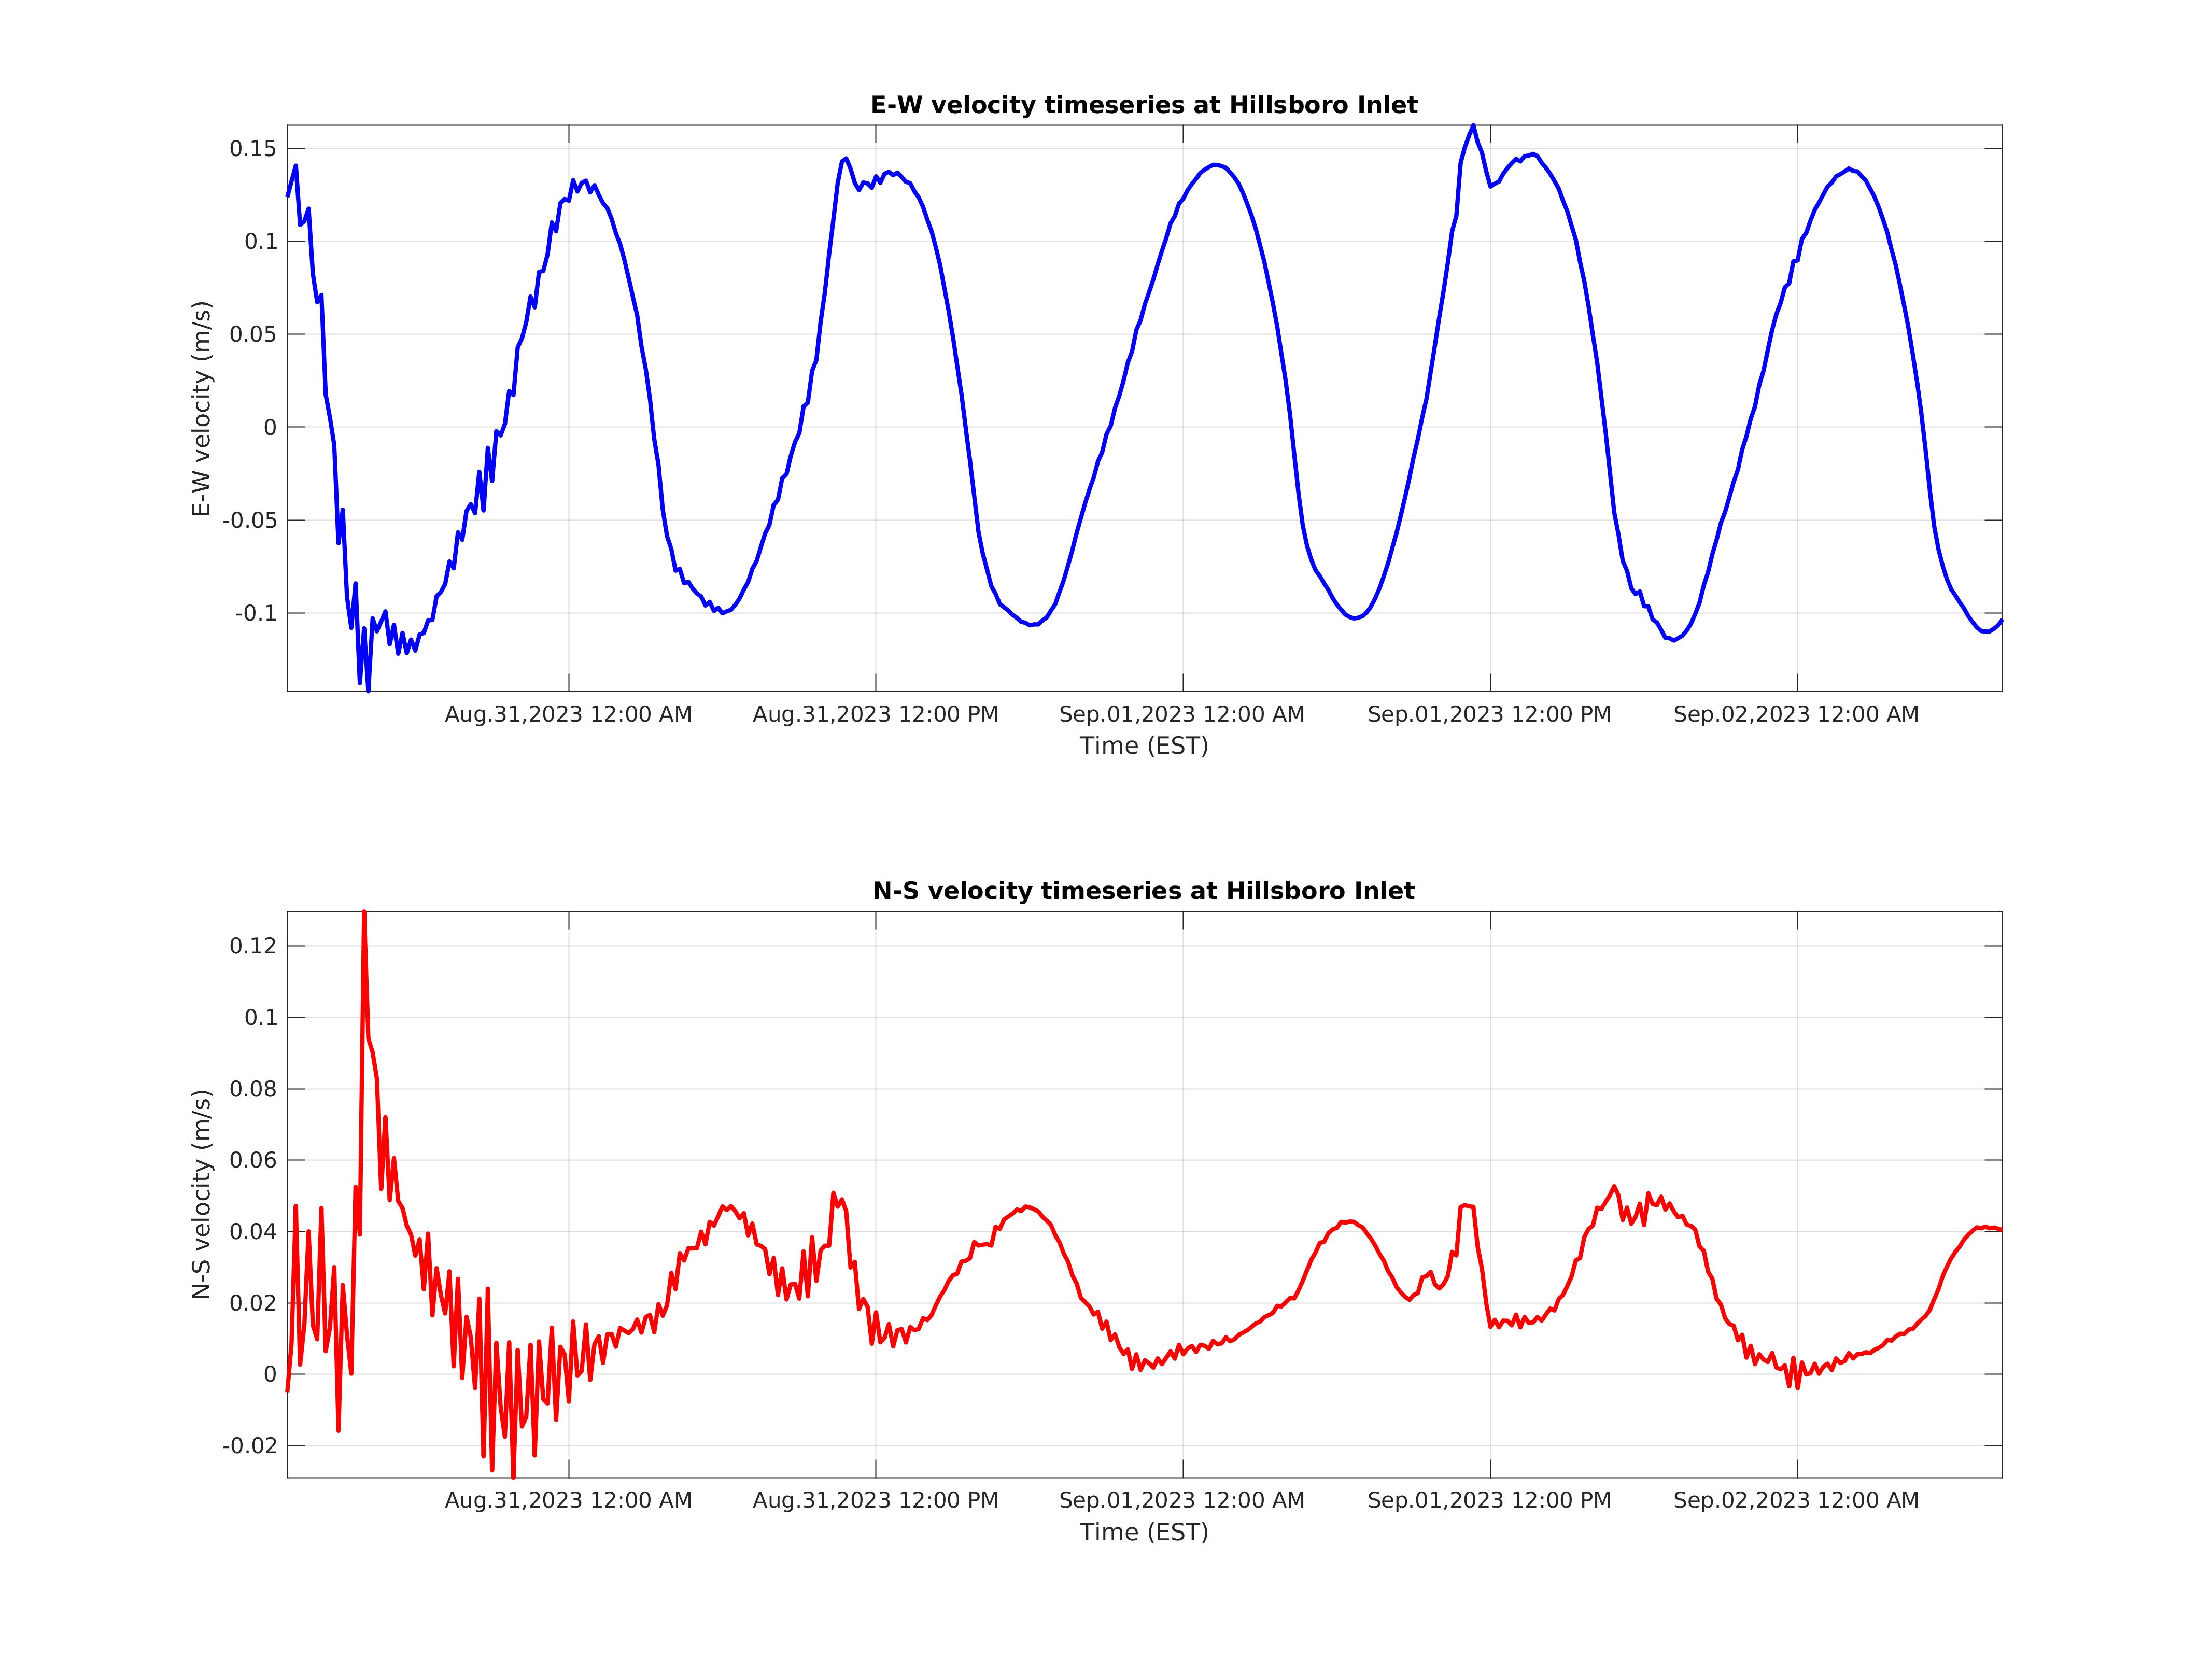 E-W velocity timeseries at Hillsboro Inlet
0.15
0.1
0.05
0
-0.05
-0.1
E-W velocity (m/s)
Aug.31,2023 12:00 AM
Aug.31,2023 12:00 PM
Sep.01,2023 12:00 AM
Sep.01,2023 12:00 PM
Sep.02,2023 12:00 AM
Time (EST)
N-S velocity timeseries at Hillsboro Inlet
0.12
0.1
0.08
0.06
0.04
0.02
0
-0.02
N-S velocity (m/s)
Aug.31,2023 12:00 AM
Aug.31,2023 12:00 PM
Sep.01,2023 12:00 AM
Sep.01,2023 12:00 PM
Sep.02,2023 12:00 AM
Time (EST)